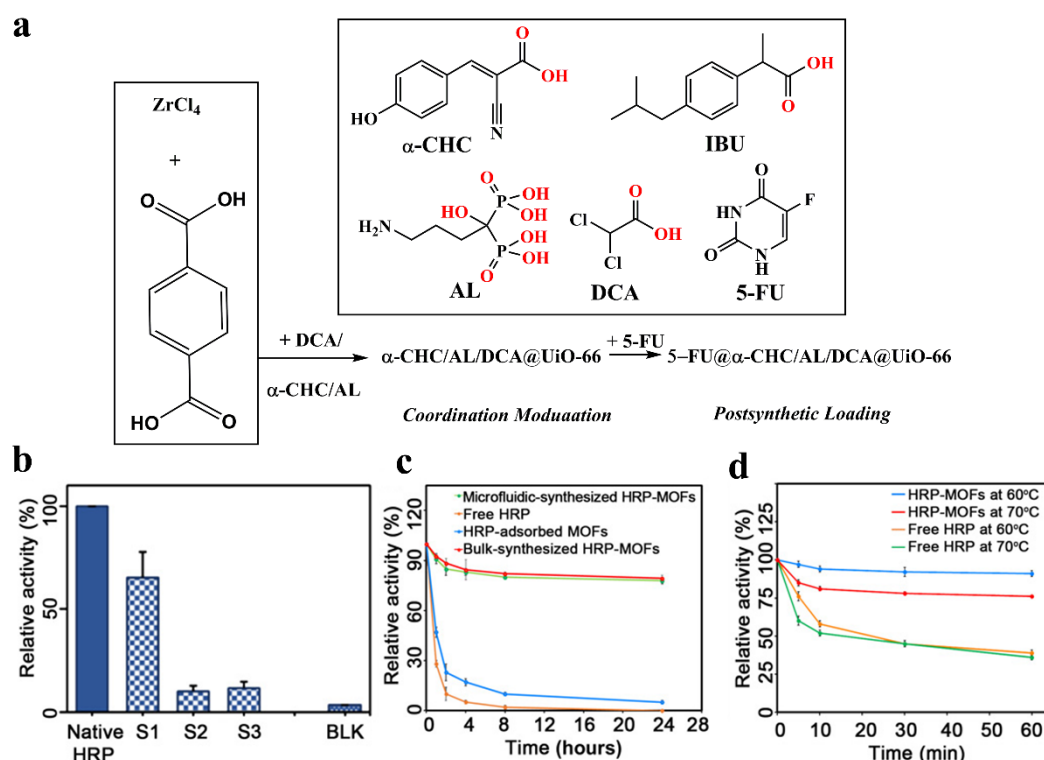 a
ZrCl4
+
O
OH
HO
O
O
OH
HO
N
α-CHC
OH
O
IBU
H2N
HO
O
P
OH
OH
OH
P
O
OH
AL
O
Cl
OH
Cl
DCA
O
F
HN
O
N
H
5-FU
+ DCA/
α-CHC/AL
α-CHC/AL/DCA@UiO-66
+ 5-FU
5–FU@α-CHC/AL/DCA@UiO-66
Coordination Moduaation
Postsynthetic Loading
b
Relative activity (%)
100
50
0
Native
HRP
S1
S2
S3
BLK
c
Relative activity (%)
120
90
60
30
0
Microfluidic-synthesized HRP-MOFs
Free HRP
HRP-adsorbed MOFs
Bulk-synthesized HRP-MOFs
0 4 8 12 16 20 24 28
Time (hours)
d
Relative activity (%)
125
100
75
50
25
0
HRP-MOFs at 60°C
HRP-MOFs at 70°C
Free HRP at 60°C
Free HRP at 70°C
0 10 20 30 40 50 60
Time (min)